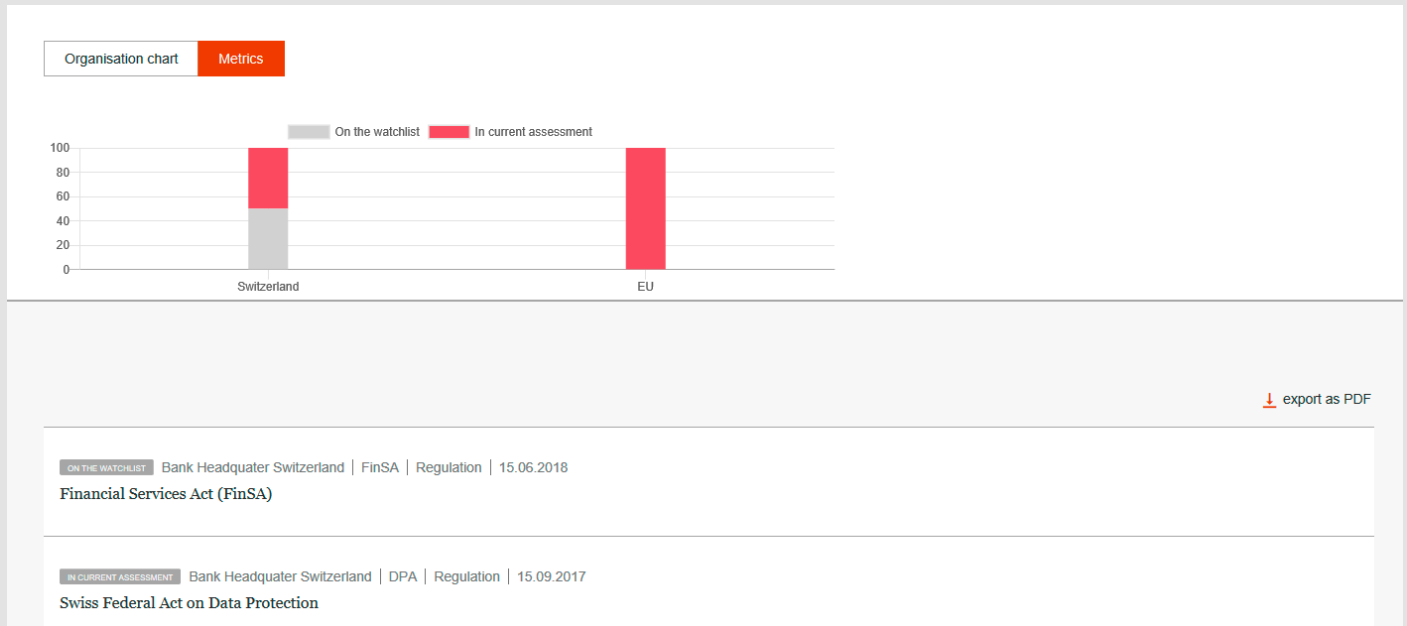 Organisation chart Metrics
On the watchlist In current assessment
100
80
60
40
20
0
Switzerland EU
export as PDF
ON THE WATCHLIST Bank Headquater Switzerland | FinSA | Regulation | 15.06.2018
Financial Services Act (FinSA)
IN CURRENT ASSESSMENT Bank Headquater Switzerland | DPA | Regulation | 15.09.2017
Swiss Federal Act on Data Protection